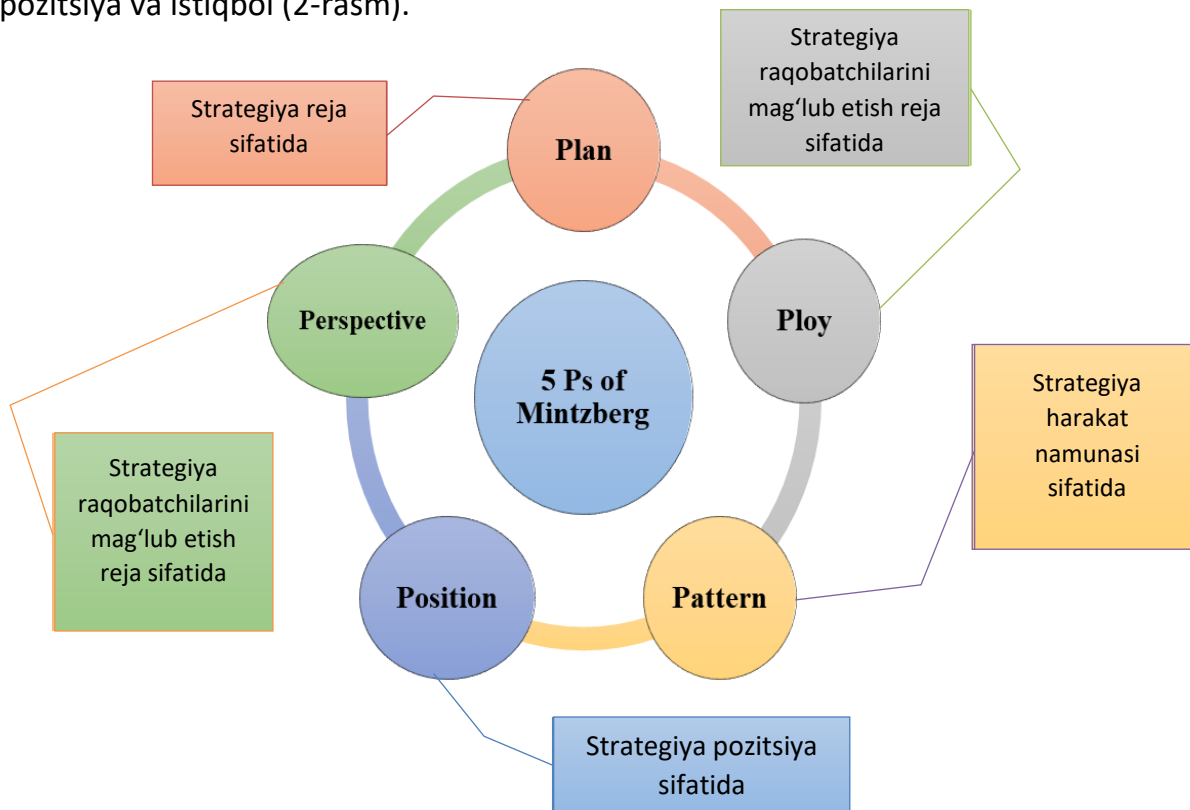 pozitsiya va istiqbol (2-rasm).
Strategiya reja
sifatida
Plan
Strategiya
raqobatchilarini
mag‘lub etish reja
sifatida
Perspective
Ploy
5 Ps of
Mintzberg
Strategiya
harakat
namunasi
sifatida
Strategiya
raqobatchilarini
mag‘lub etish
reja sifatida
Position
Pattern
Strategiya pozitsiya
sifatida